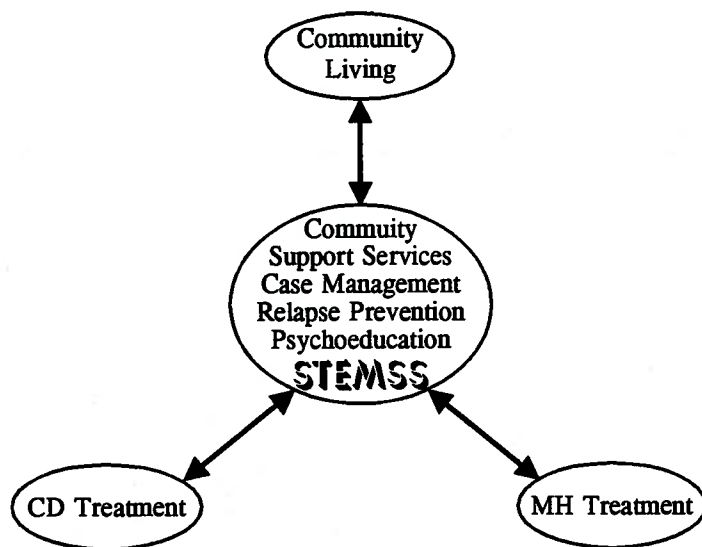 Community
Living
Commuity
Support Services
Case Management
Relapse Prevention
Psychoeducation
STEMSS
CD Treatment
MH Treatment